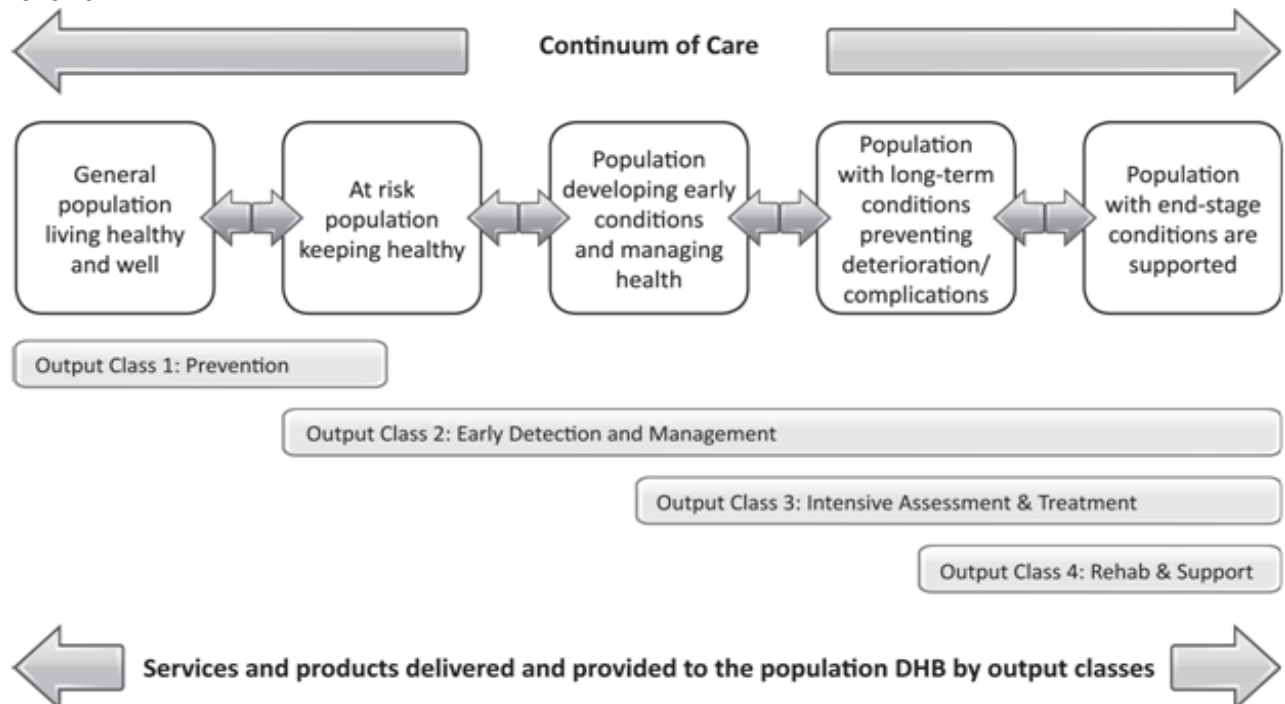 Continuum of Care
General
population
living healthy
and well
At risk
population
keeping healthy
Population
developing early
conditions
and managing
health
Population
with long-term
conditions
preventing
deterioration/
complications
Population
with end-stage
conditions are
supported
Output Class 1: Prevention
Output Class 2: Early Detection and Management
Output Class 3: Intensive Assessment & Treatment
Output Class 4: Rehab & Support
Services and products delivered and provided to the population DHB by output classes